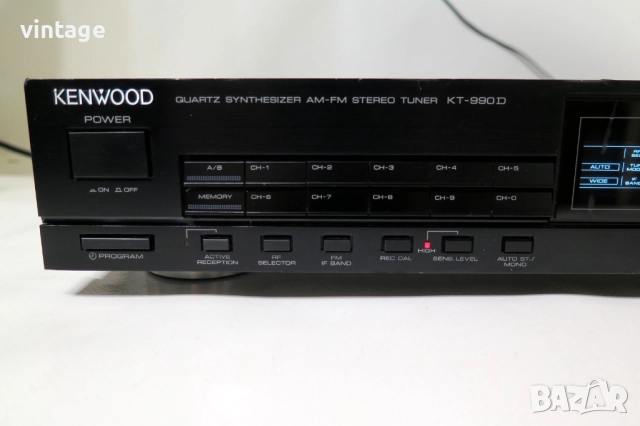 vintage
KENWOOD
QUARTZ SYNTHESIZER AM-FM STEREO TUNER KT-990D
POWER
ON OFF
A/B CH-1 CH-2 CH-3 CH-4 CH-5
MEMORY CH-6 CH-7 CH-8 CH-9 CH-0
AUTO
WIDE
PROGRAM
ACTIVE
RECEPTION
RF
SELECTOR
FM
IF BAND
REC CAL
HIGH
SENS. LEVEL
AUTO ST./
MONO
BAZAR